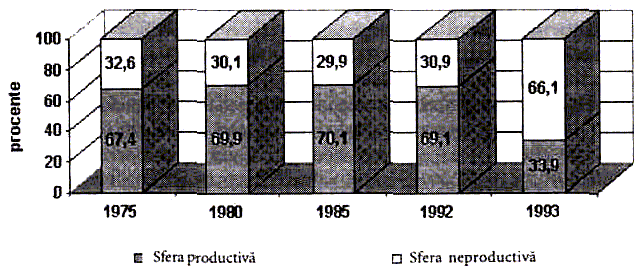 procente
100
80
60
40
20
0
32,6 30,1 29,9 30,9 66,1
67,4 69,9 70,1 69,1 33,9
1975 1980 1985 1992 1993
Sfera productivă Sfera neproductivă